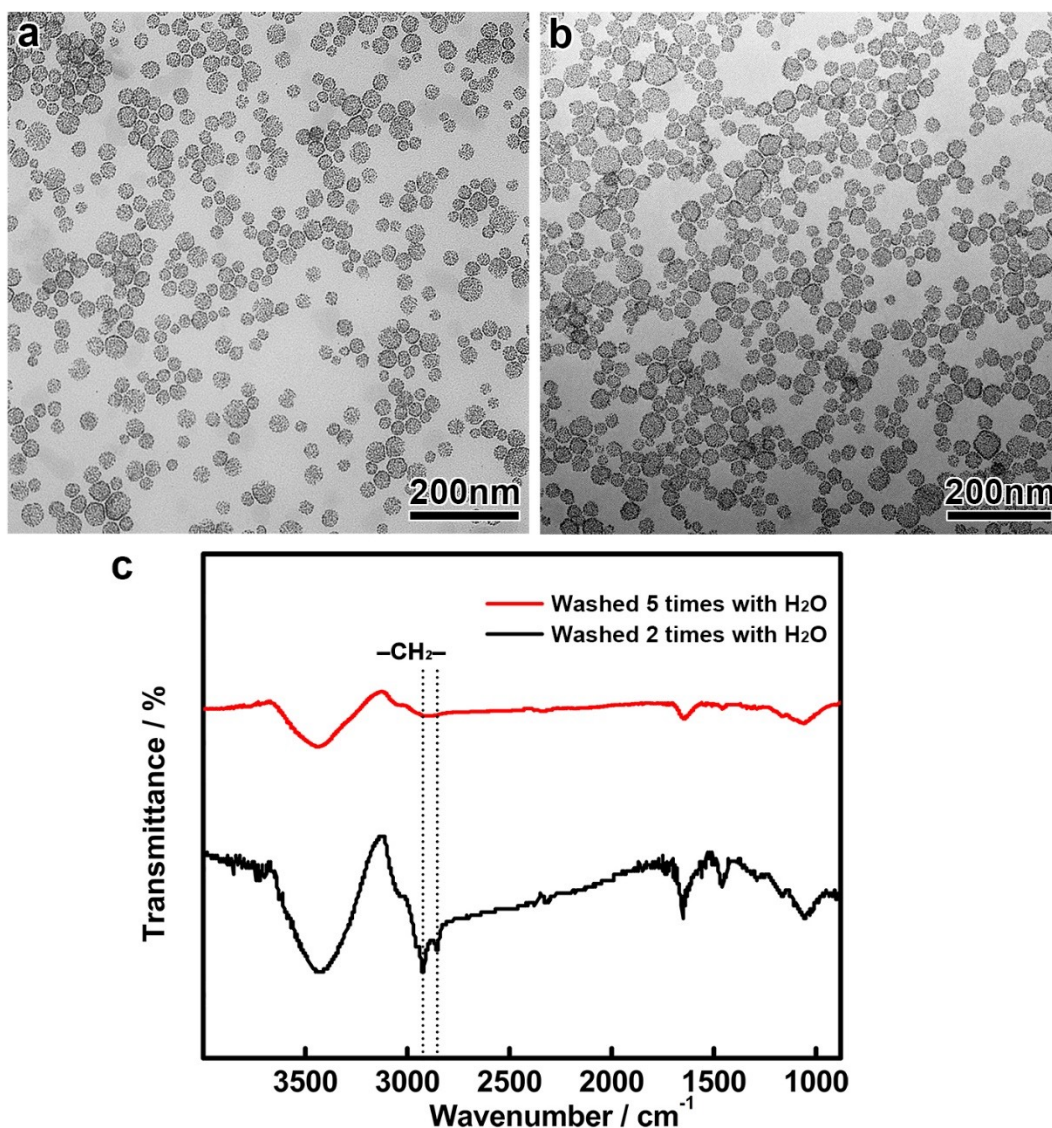 a
b
200nm
200nm
c
Washed 5 times with H₂O
Washed 2 times with H₂O
–CH₂–
Transmittance / %
3500 3000 2500 2000 1500 1000
Wavenumber / cm⁻¹